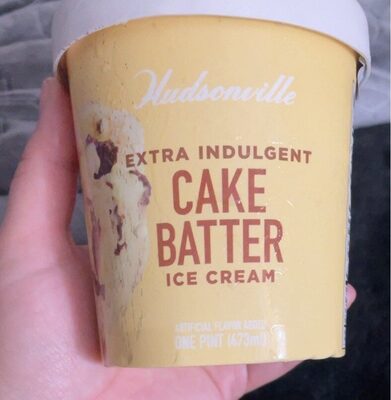 Hudsonville
EXTRA INDULGENT
CAKE
BATTER
ICE CREAM
ARTIFICIAL FLAVOR ADDED
ONE PINT (473ml)